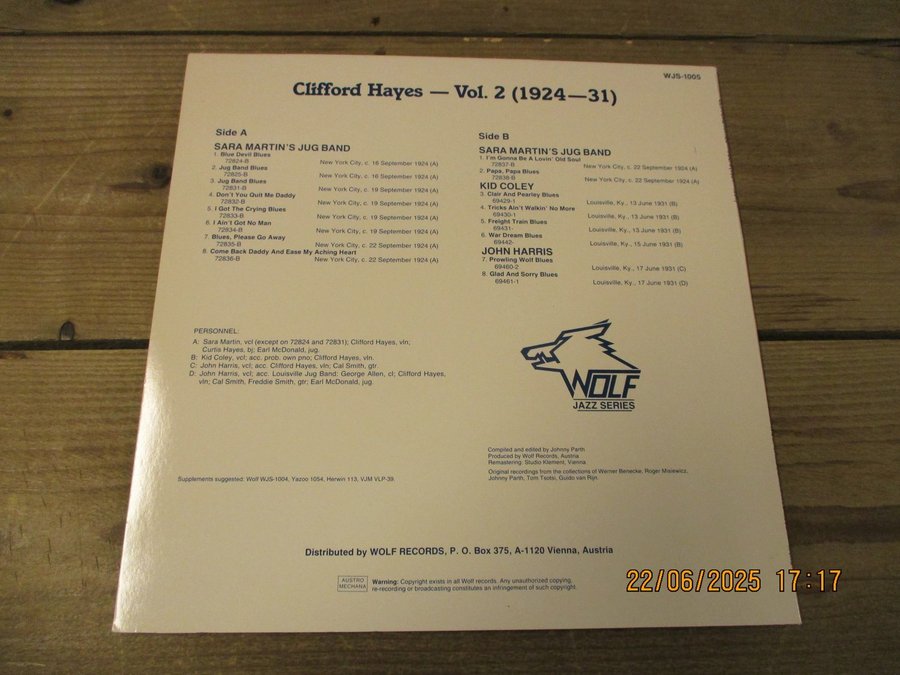 WJS-1005
Clifford Hayes — Vol. 2 (1924—31)
Side A
SARA MARTIN'S JUG BAND
1. Blue Devil Blues
72824-B New York City, c. 16 September 1924 (A)
2. Jug Band Blues
72825-B New York City, c. 16 September 1924 (A)
3. Jug Band Blues
72831-B New York City, c. 19 September 1924 (A)
4. Don't You Quit Me Daddy
72832-B New York City, c. 19 September 1924 (A)
5. I Got The Crying Blues
72833-B New York City, c. 19 September 1924 (A)
6. I Ain't Got No Man
72834-B New York City, c. 19 September 1924 (A)
7. Blues, Please Go Away
72835-B New York City, c. 22 September 1924 (A)
8. Come Back Daddy And Ease My Aching Heart
72836-B New York City, c. 22 September 1924 (A)
Side B
SARA MARTIN'S JUG BAND
1. I'm Gonna Be A Lovin' Old Soul
72837-B New York City, c. 22 September 1924 (A)
2. Papa, Papa Blues
72838-B New York City, c. 22 September 1924 (A)
KID COLEY
3. Clair And Pearley Blues
69429-1 Louisville, Ky., 13 June 1931 (B)
4. Tricks Ain't Walkin' No More
69430-1 Louisville, Ky., 13 June 1931 (B)
5. Freight Train Blues
69431- Louisville, Ky., 13 June 1931 (B)
6. War Dream Blues
69442- Louisville, Ky., 15 June 1931 (B)
JOHN HARRIS
7. Prowling Wolf Blues
69460-2 Louisville, Ky., 17 June 1931 (C)
8. Glad And Sorry Blues
69461-1 Louisville, Ky., 17 June 1931 (D)
PERSONNEL:
A: Sara Martin, vcl (except on 72824 and 72831); Clifford Hayes, vln;
Curtis Hayes, bj; Earl McDonald, jug.
B: Kid Coley, vcl; acc. prob. own pno; Clifford Hayes, vln.
C: John Harris, vcl; acc. Clifford Hayes, vln; Cal Smith, gtr.
D: John Harris, vcl; acc. Louisville Jug Band: George Allen, cl; Clifford Hayes,
vln; Cal Smith, Freddie Smith, gtr; Earl McDonald, jug.
WOLF
JAZZ SERIES
Compiled and edited by Johnny Parth
Produced by Wolf Records, Austria
Remastering: Studio Klement, Vienna
Original recordings from the collections of Werner Benecke, Roger Misiewicz,
Johnny Parth, Tom Tsotsi, Guido van Rijn.
Supplements suggested: Wolf WJS-1004, Yazoo 1054, Herwin 113, VJM VLP-39.
Distributed by WOLF RECORDS, P. O. Box 375, A-1120 Vienna, Austria
AUSTRO
MECHANA
Warning: Copyright exists in all Wolf records. Any unauthorized copying,
re-recording or broadcasting constitutes an infringement of such copyright.
22/06/2025 17:17